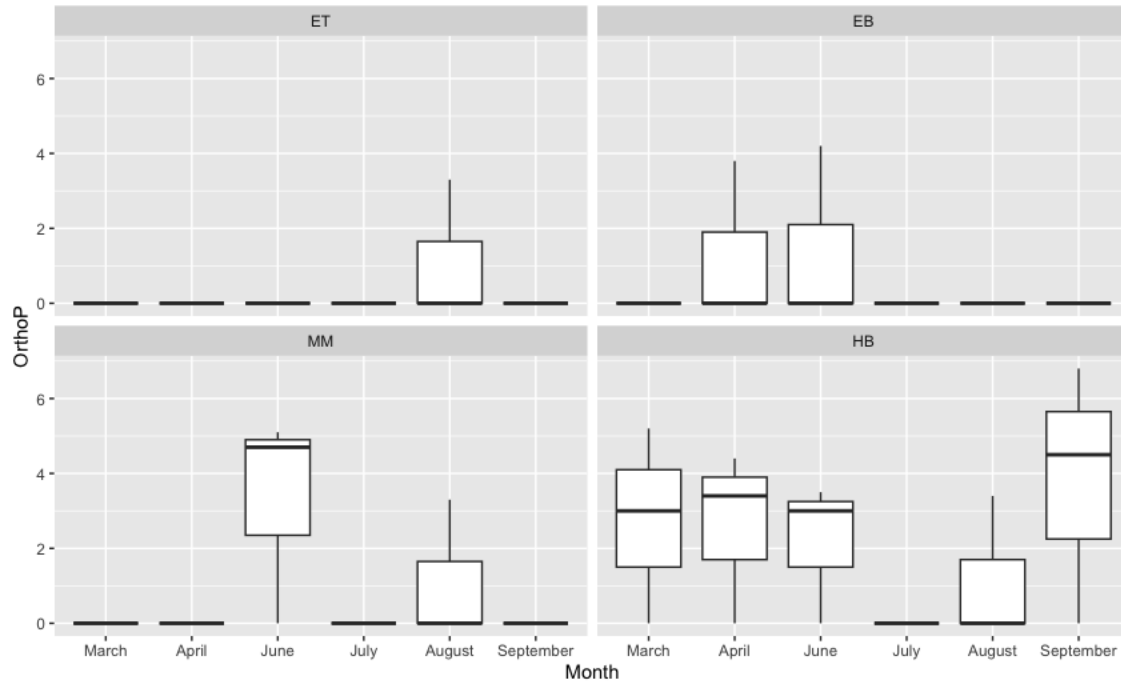 ET
EB
6
4
2
0
MM
HB
6
4
2
0
OrthoP
March April June July August September
March April June July August September
Month